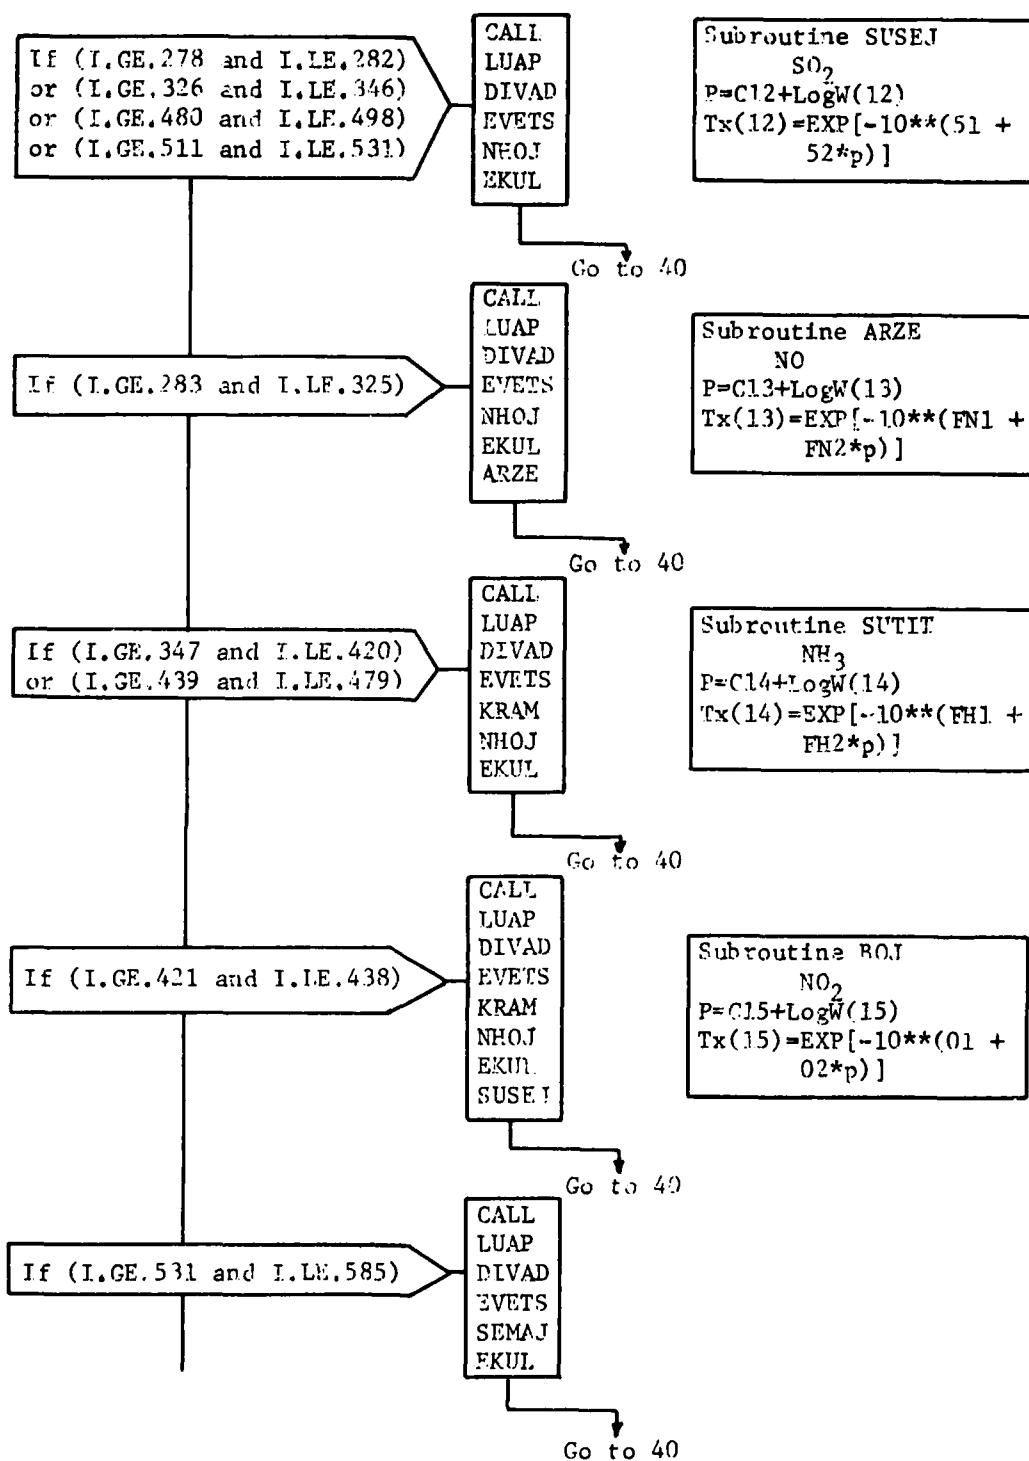 If (I.GE.278 and I.LE.282)
or (I.GE.326 and I.LE.346)
or (I.GE.480 and I.LE.498)
or (I.GE.511 and I.LE.531)
CALL
LUAP
DIVAD
EVETS
NHOJ
EKUL
Go to 40
Subroutine SUSEJ
SO2
P=C12+LogW(12)
Tx(12)=EXP[-10**(51 +
52*p)]
If (I.GE.283 and I.LE.325)
CALL
LUAP
DIVAD
EVETS
NHOJ
EKUL
ARZE
Go to 40
Subroutine ARZE
NO
P=C13+LogW(13)
Tx(13)=EXP[-10**(FN1 +
FN2*p)]
If (I.GE.347 and I.LE.420)
or (I.GE.439 and I.LE.479)
CALL
LUAP
DIVAD
EVETS
KRAM
NHOJ
EKUL
Go to 40
Subroutine SUTIT
NH3
P=C14+LogW(14)
Tx(14)=EXP[-10**(FH1 +
FH2*p)]
If (I.GE.421 and I.LE.438)
CALL
LUAP
DIVAD
EVETS
KRAM
NHOJ
EKUL
SUSEJ
Go to 40
Subroutine BOJ
NO2
P=C15+LogW(15)
Tx(15)=EXP[-10**(01 +
02*p)]
If (I.GE.531 and I.LE.585)
CALL
LUAP
DIVAD
EVETS
SEMAJ
EKUL
Go to 40